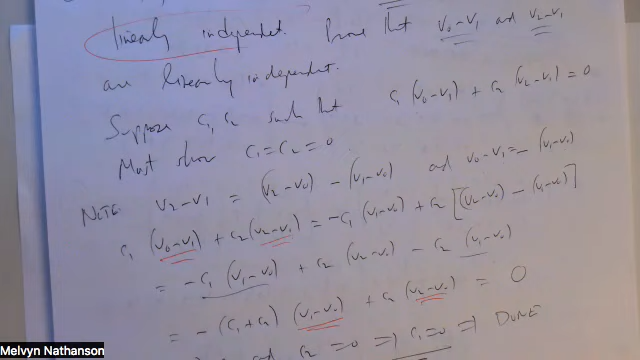 linearly independent. Prove that v₀-v₁ and v₂-v₁
are linearly independent.
Suppose c₁, c₂ such that c₁(v₀-v₁) + c₂(v₂-v₁) = 0
Must show c₁ = c₂ = 0
NOTE: v₂-v₁ = (v₂-v₀) - (v₁-v₀) and v₀-v₁ = -(v₁-v₀)
c₁(v₀-v₁) + c₂(v₂-v₁) = -c₁(v₁-v₀) + c₂[(v₂-v₀) - (v₁-v₀)]
= -c₁(v₁-v₀) + c₂(v₂-v₀) - c₂(v₁-v₀)
= -(c₁+c₂)(v₁-v₀) + c₂(v₂-v₀) = 0
and c₂=0 ⟹ c₁=0 ⟹ DONE
Melvyn Nathanson